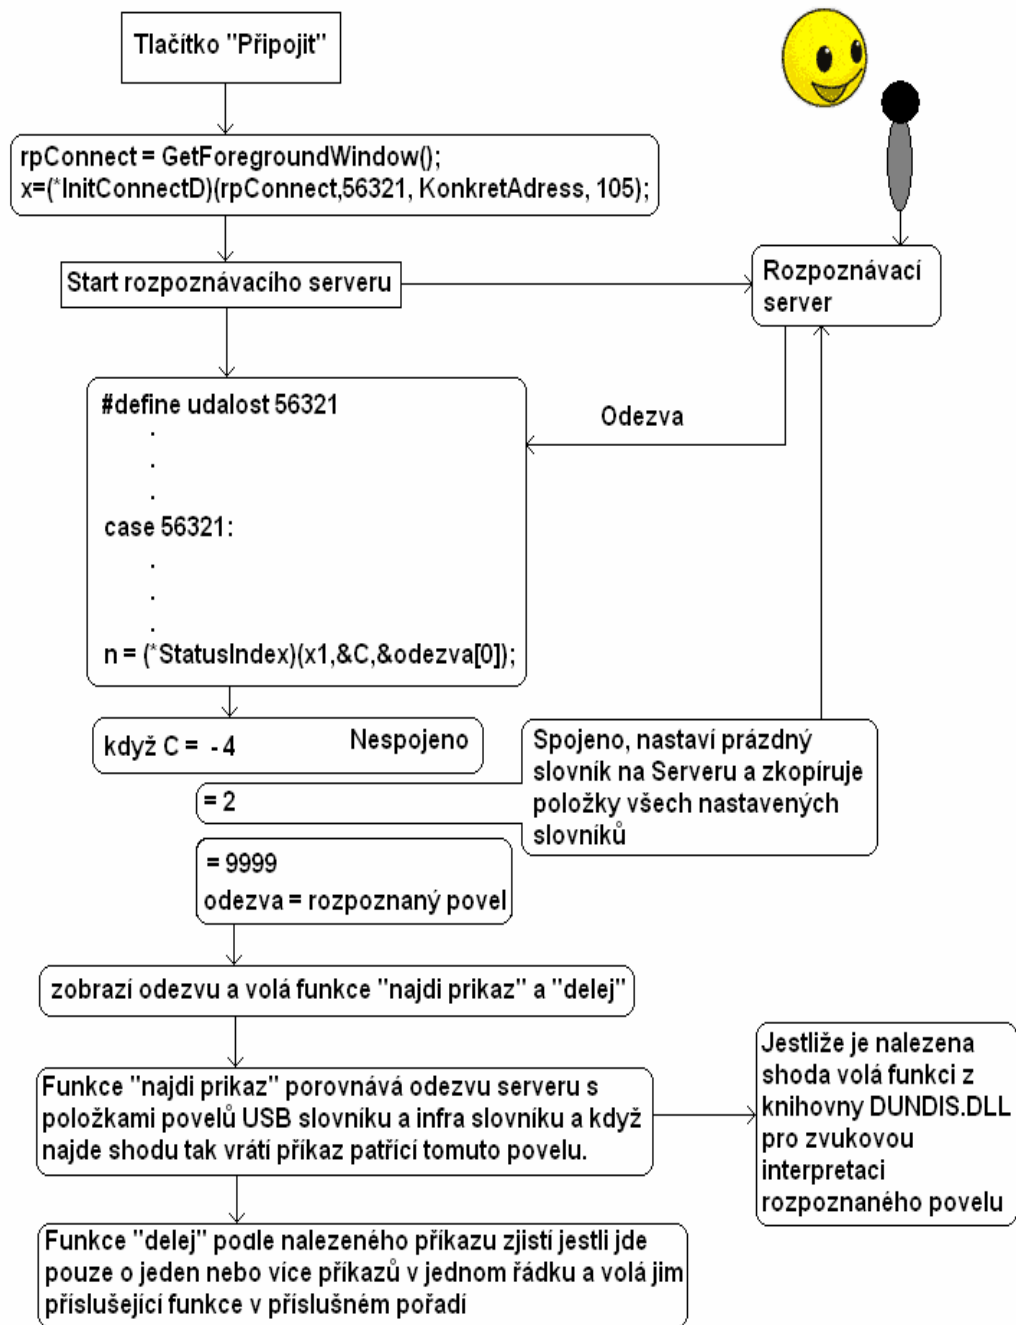 Tlačítko "Připojit"
rpConnect = GetForegroundWindow();
x=(*InitConnectD)(rpConnect,56321, KonkretAdress, 105);
Start rozpoznávacího serveru
Rozpoznávací
server
#define udalost 56321
.
.
.
case 56321:
.
.
.
n = (*StatusIndex)(x1,&C,&odezva[0]);
Odezva
když C = - 4 Nespojeno
Spojeno, nastaví prázdný
slovník na Serveru a zkopíruje
položky všech nastavených
slovníků
= 2
= 9999
odezva = rozpoznaný povel
zobrazí odezvu a volá funkce "najdi prikaz" a "delej"
Funkce "najdi prikaz" porovnává odezvu serveru s
položkami povelů USB slovníku a infra slovníku a když
najde shodu tak vrátí příkaz patřící tomuto povelu.
Jestliže je nalezena
shoda volá funkci z
knihovny DUNDIS.DLL
pro zvukovou
interpretaci
rozpoznaného povelu
Funkce "delej" podle nalezeného příkazu zjistí jestli jde
pouze o jeden nebo více příkazů v jednom řádku a volá jim
příslušející funkce v příslušném pořadí